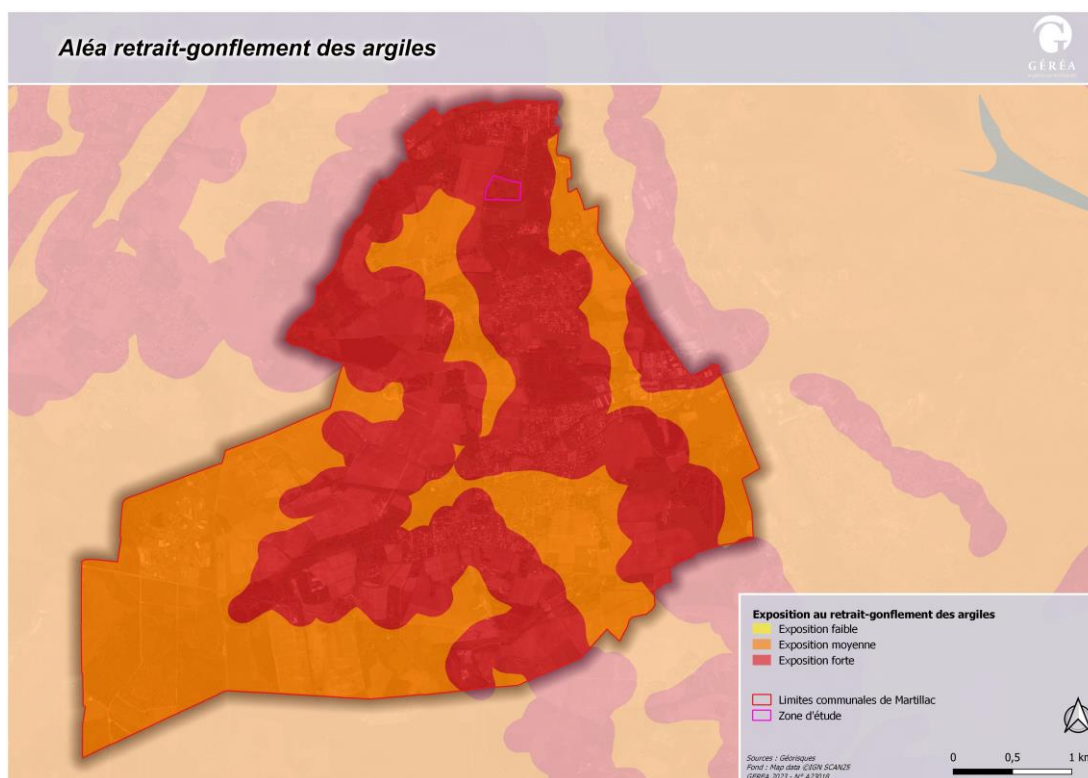 Aléa retrait-gonflement des argiles
GÉRÉA
Exposition au retrait-gonflement des argiles
Exposition faible
Exposition moyenne
Exposition forte
Limites communales de Martillac
Zone d'étude
Sources : Géorisques
Fond : Map data ©IGN SCAN25
GEREA 2023 - N° A23018
0 0,5 1 km